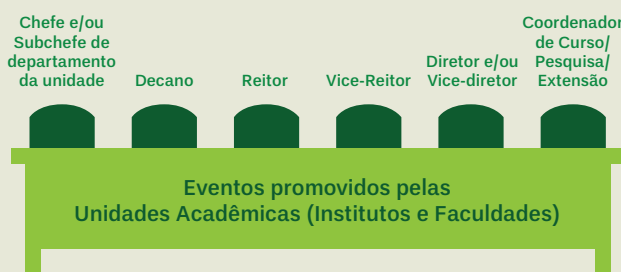 Chefe e/ou
Subchefe de
departamento
da unidade
Decano
Reitor
Vice-Reitor
Diretor e/ou
Vice-diretor
Coordenador
de Curso/
Pesquisa/
Extensão
Eventos promovidos pelas
Unidades Acadêmicas (Institutos e Faculdades)